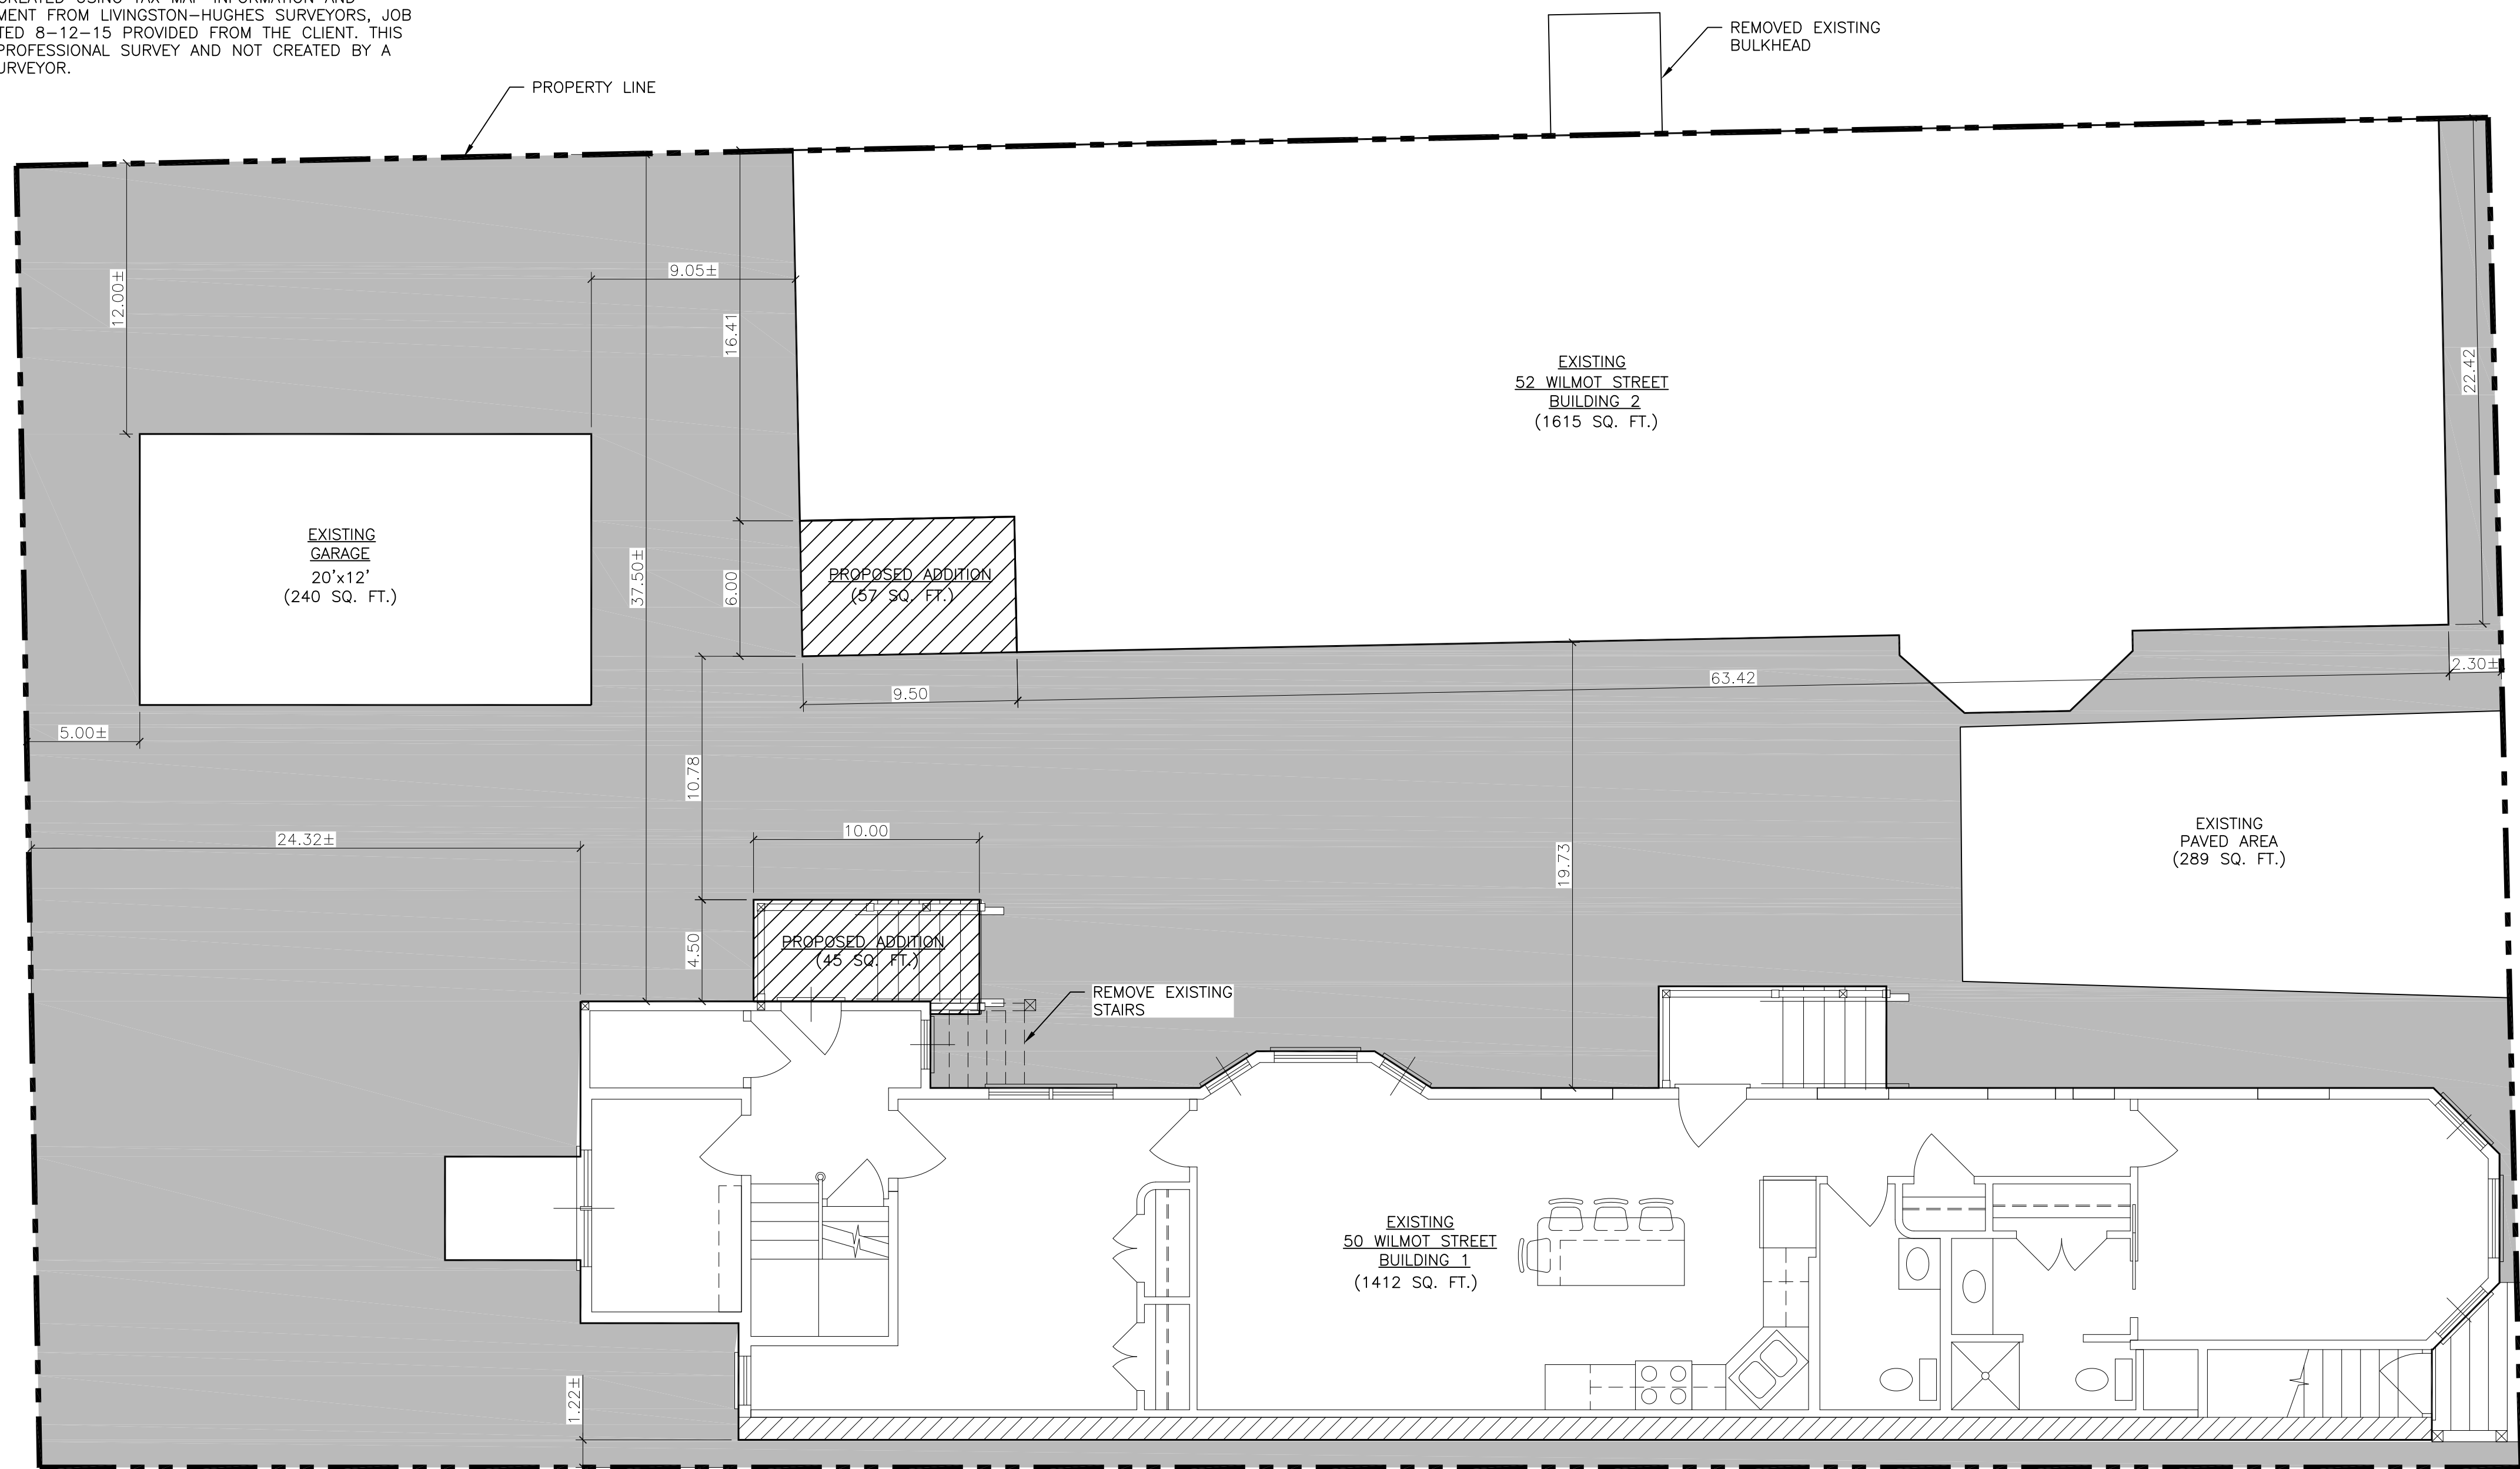 MENT FROM LIVINGSTON-HUGHES SURVEYORS, JOB
TED 8-12-15 PROVIDED FROM THE CLIENT. THIS
PROFESSIONAL SURVEY AND NOT CREATED BY A
URVEYOR.
REMOVED EXISTING
BULKHEAD
PROPERTY LINE
12.00±
9.05±
16.41
22.42
EXISTING
52 WILMOT STREET
BUILDING 2
(1615 SQ. FT.)
EXISTING
GARAGE
20'x12'
(240 SQ. FT.)
37.50±
6.00
PROPOSED ADDITION
(57 SQ. FT.)
9.50
63.42
2.30±
5.00±
10.78
24.32±
10.00
19.73
EXISTING
PAVED AREA
(289 SQ. FT.)
4.50
PROPOSED ADDITION
(45 SQ. FT.)
REMOVE EXISTING
STAIRS
EXISTING
50 WILMOT STREET
BUILDING 1
(1412 SQ. FT.)
1.22±